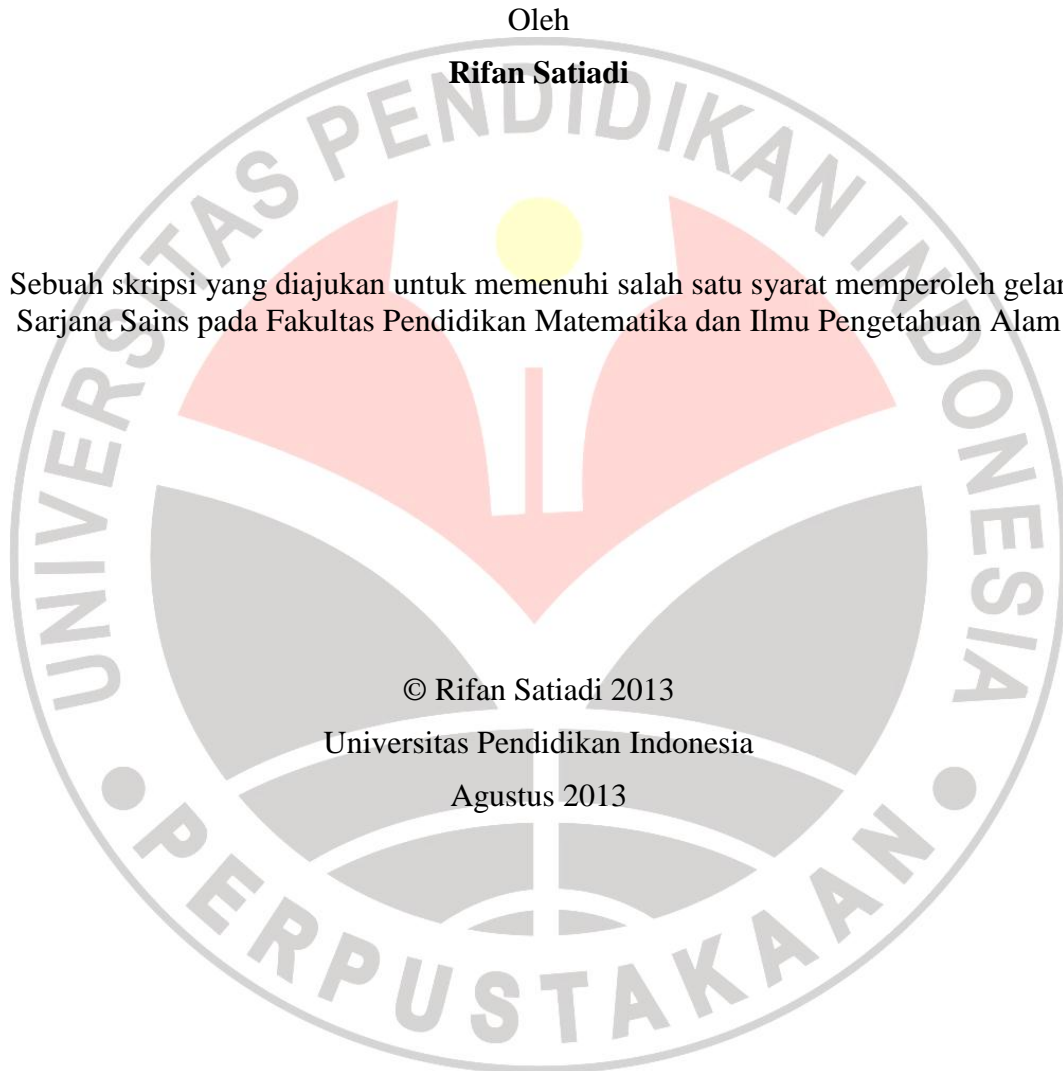 Oleh
Rifan Satiadi
UNIVERSITAS PENDIDIKAN INDONESIA
Sebuah skripsi yang diajukan untuk memenuhi salah satu syarat memperoleh gelar
Sarjana Sains pada Fakultas Pendidikan Matematika dan Ilmu Pengetahuan Alam
© Rifan Satiadi 2013
Universitas Pendidikan Indonesia
Agustus 2013
PERPUSTAKAAN